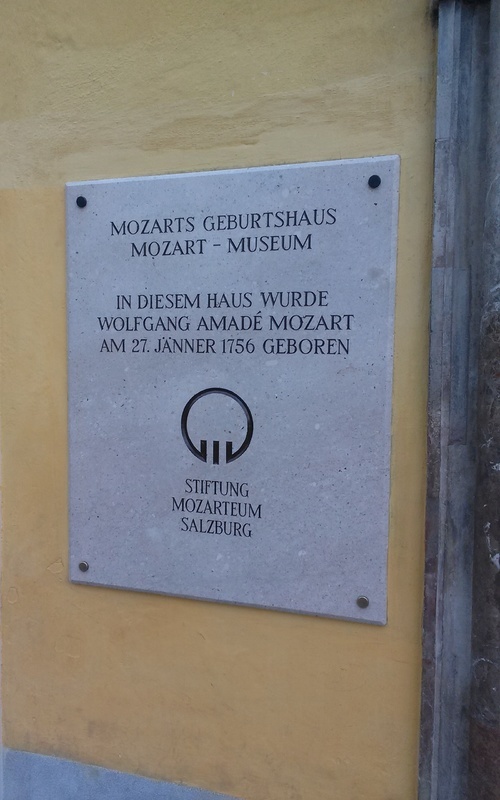 MOZARTS GEBURTSHAUS
MOZART - MUSEUM
IN DIESEM HAUS WURDE
WOLFGANG AMADÉ MOZART
AM 27. JÄNNER 1756 GEBOREN
STIFTUNG
MOZARTEUM
SALZBURG